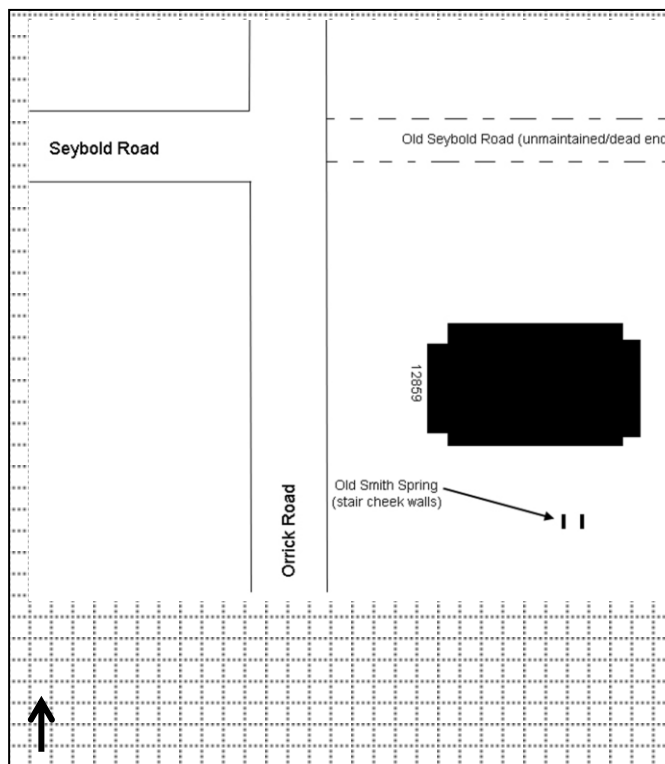 Seybold Road
Old Seybold Road (unmaintained/dead end
12859
Old Smith Spring
(stair cheek walls)
Orrick Road